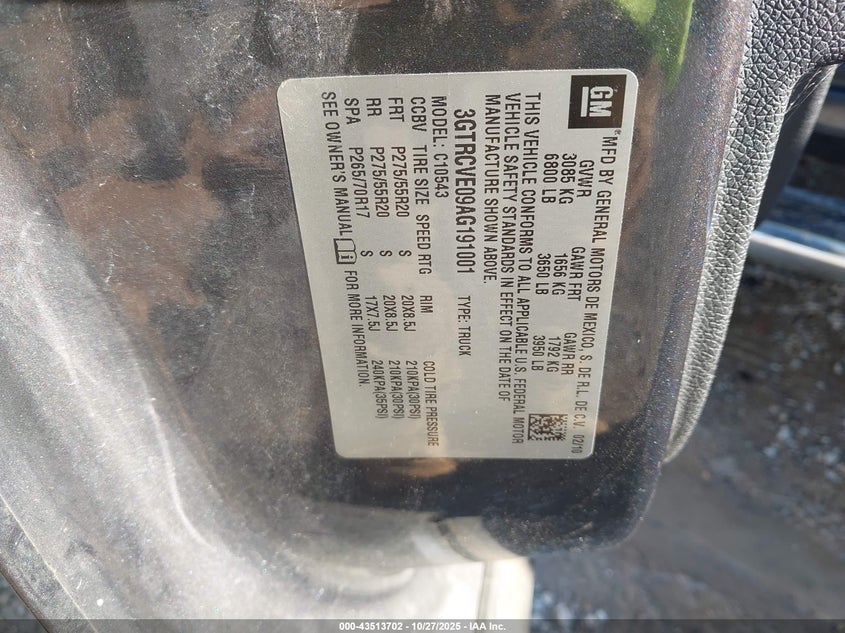 GM
MFD BY GENERAL MOTORS DE MEXICO, S. DE R.L. DE C.V. 02/10
GVWR GAWR FRT GAWR RR
3085 KG 1656 KG 1792 KG
6800 LB 3650 LB 3950 LB
THIS VEHICLE CONFORMS TO ALL APPLICABLE U.S. FEDERAL MOTOR
VEHICLE SAFETY STANDARDS IN EFFECT ON THE DATE OF
MANUFACTURE SHOWN ABOVE.
3GTRCVE09AG191001 TYPE: TRUCK
MODEL: C10543
CCBV TIRE SIZE SPEED RTG RIM COLD TIRE PRESSURE
FRT P275/55R20 S 20X8.5J 210KPA(30PSI)
RR P275/55R20 S 20X8.5J 210KPA(30PSI)
SPA P265/70R17 S 17X7.5J 240KPA(35PSI)
SEE OWNER'S MANUAL FOR MORE INFORMATION.
000-43513702 - 10/27/2025 - IAA Inc.